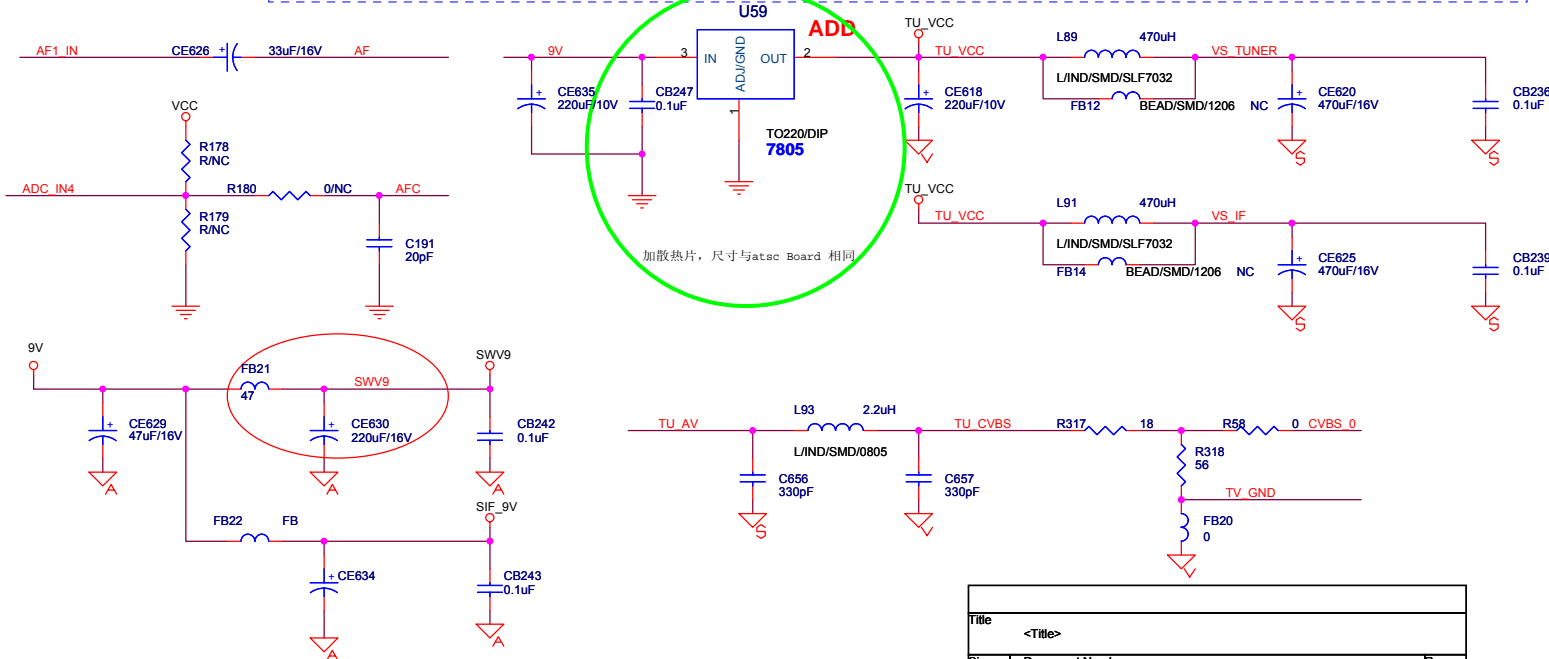 U59
ADD
TU_VCC
AF1_IN
CE626
+
33uF/16V
AF
9V
3
IN
ADJ/GND
OUT
2
TU_VCC
L89
470uH
VS_TUNER
L/IND/SMD/SLF7032
FB12
BEAD/SMD/1206
NC
+
CE635
220uF/10V
CB247
0.1uF
1
TO220/DIP
7805
+
CE618
220uF/10V
V
+
CE620
470uF/16V
S
CB236
0.1uF
S
VCC
R178
R/NC
ADC_IN4
R180
0/NC
AFC
R179
R/NC
C191
20pF
加散热片，尺寸与atsc Board 相同
TU_VCC
TU_VCC
L91
470uH
VS_IF
L/IND/SMD/SLF7032
FB14
BEAD/SMD/1206
NC
+
CE625
470uF/16V
S
CB239
0.1uF
S
9V
FB21
47
SWV9
SWV9
+
CE629
47uF/16V
A
+
CE630
220uF/16V
A
CB242
0.1uF
A
FB22
FB
SIF_9V
+
CE634
A
CB243
0.1uF
A
TU_AV
L93
2.2uH
TU_CVBS
L/IND/SMD/0805
C656
330pF
S
C657
330pF
V
R317
18
R58
0
CVBS_0
R318
56
TV_GND
FB20
0
V
Title
<Title>